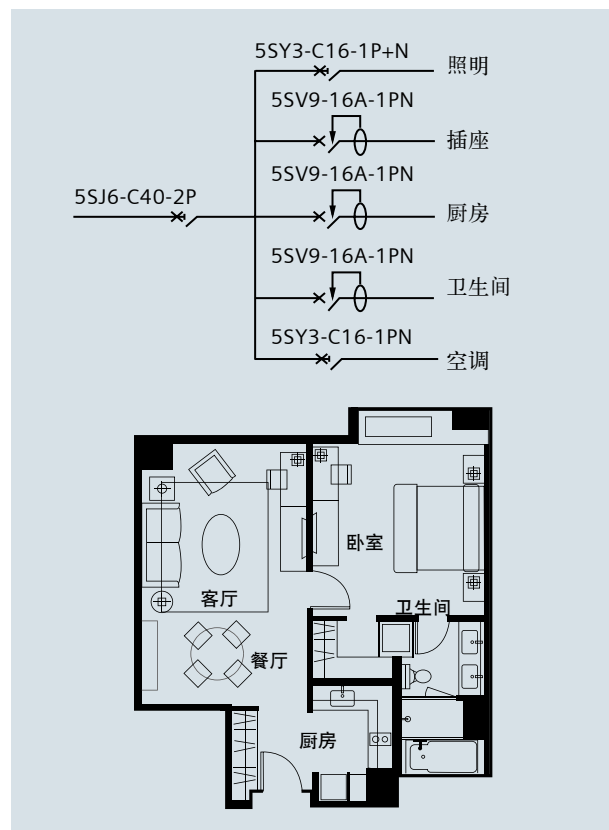 5SY3-C16-1P+N
照明
5SV9-16A-1PN
插座
5SV9-16A-1PN
5SJ6-C40-2P
厨房
5SV9-16A-1PN
卫生间
5SY3-C16-1PN
空调
卧室
客厅
卫生间
餐厅
厨房